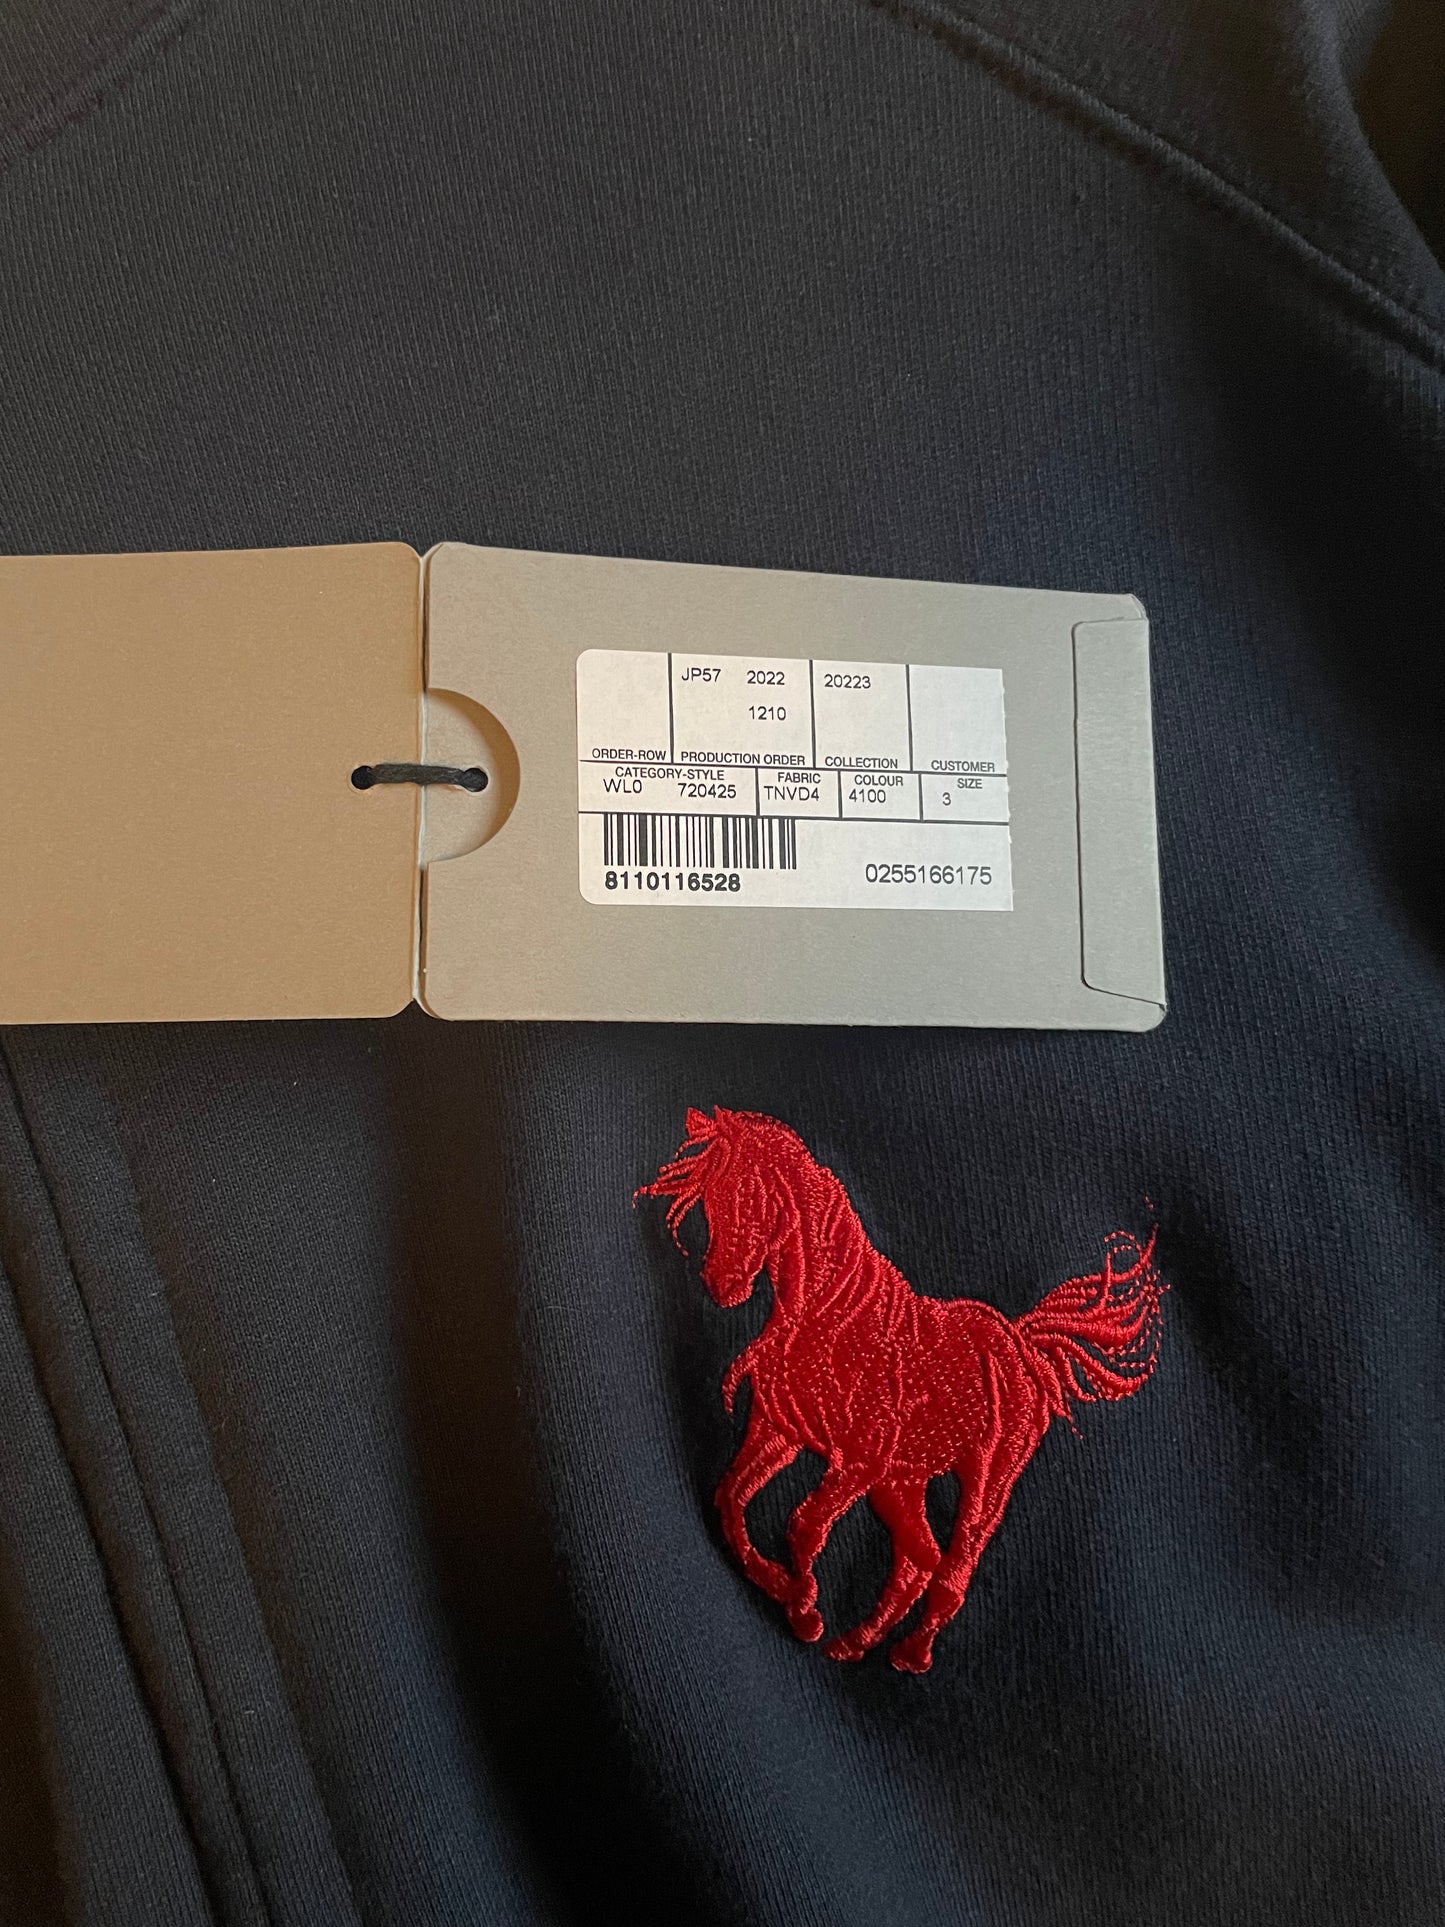 JP57 2022 20223
1210
ORDER-ROW PRODUCTION ORDER COLLECTION CUSTOMER
CATEGORY-STYLE FABRIC COLOUR SIZE
WL0 720425 TNVD4 4100 3
8110116528 0255166175